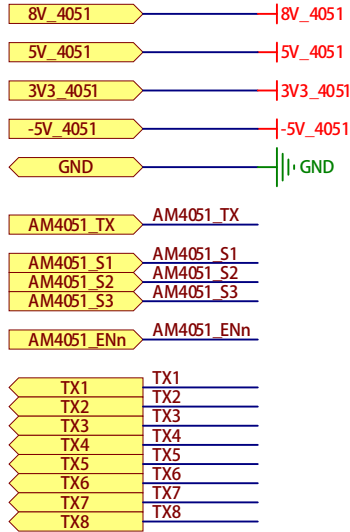 8V_4051 8V_4051
5V_4051 5V_4051
3V3_4051 3V3_4051
-5V_4051 -5V_4051
GND GND
AM4051_TX AM4051_TX
AM4051_S1 AM4051_S1
AM4051_S2 AM4051_S2
AM4051_S3 AM4051_S3
AM4051_ENn AM4051_ENn
TX1 TX1
TX2 TX2
TX3 TX3
TX4 TX4
TX5 TX5
TX6 TX6
TX7 TX7
TX8 TX8